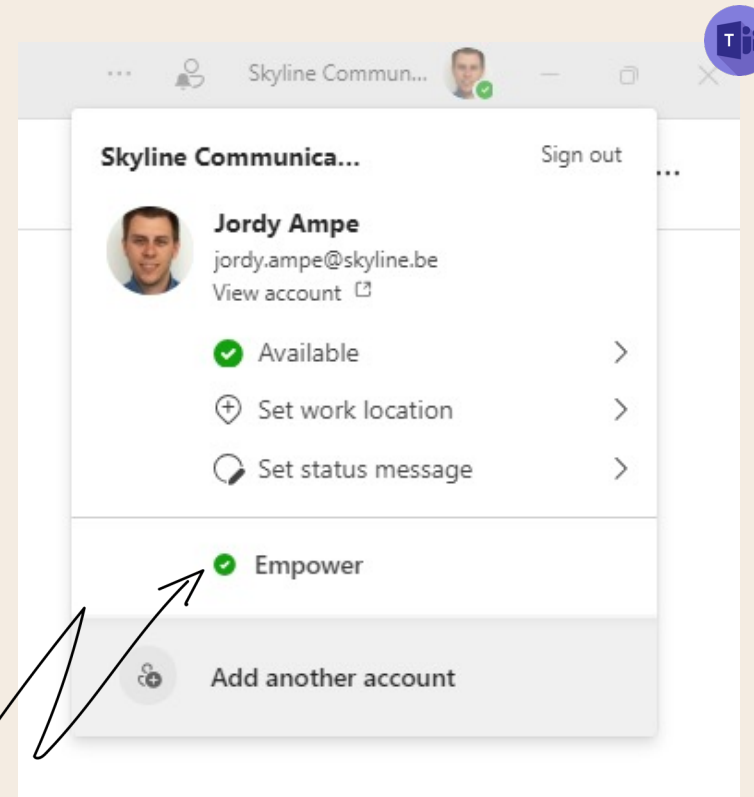 T
... Skyline Commun...
Skyline Communica... Sign out
...
Jordy Ampe
jordy.ampe@skyline.be
View account
Available
Set work location
Set status message
Empower
Add another account